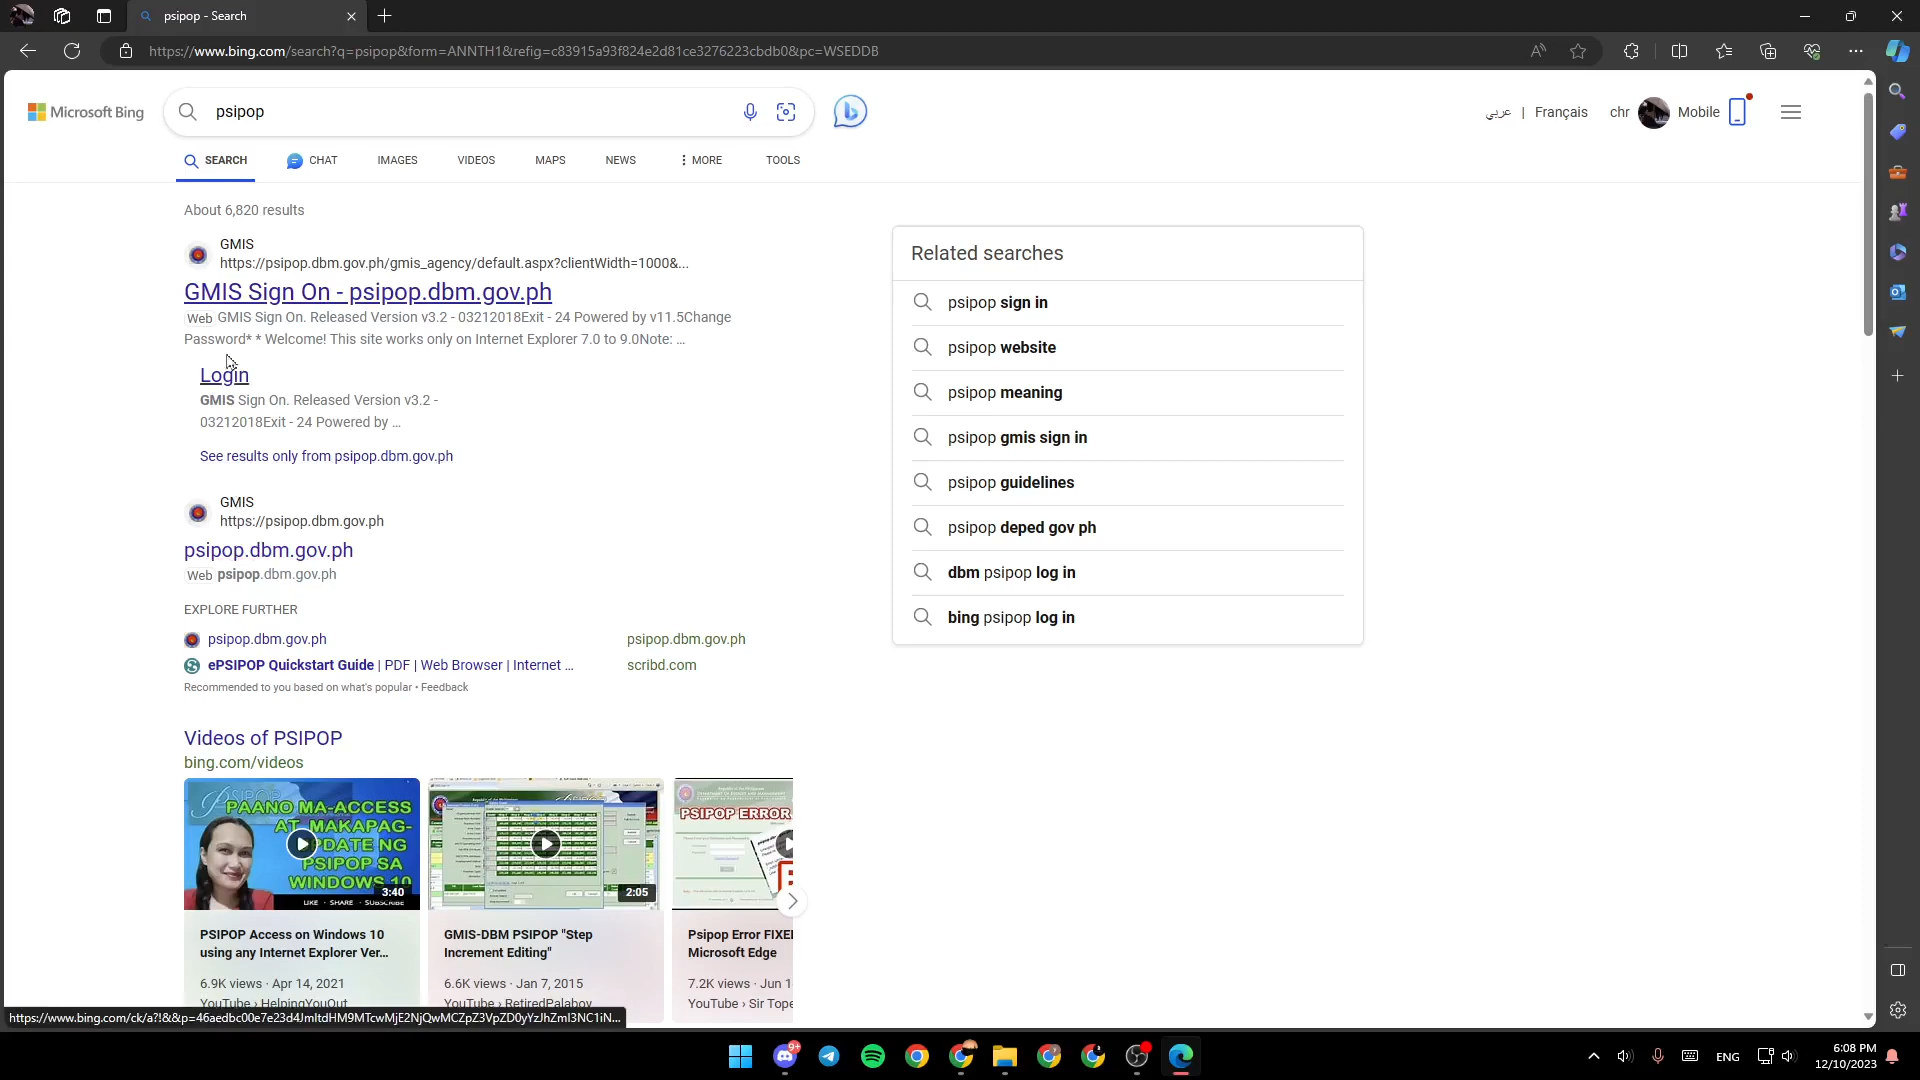 psipop - Search
https://www.bing.com/search?q=psipop&form=ANNTH1&refig=c83915a93f824e2d81ce3276223cbdb0&pc=WSEDDB
Microsoft Bing
psipop
عربي | Français
chr
Mobile
SEARCH
CHAT
IMAGES
VIDEOS
MAPS
NEWS
MORE
TOOLS
About 6,820 results
GMIS
https://psipop.dbm.gov.ph/gmis_agency/default.aspx?clientWidth=1000&...
GMIS Sign On - psipop.dbm.gov.ph
Web GMIS Sign On. Released Version v3.2 - 03212018Exit - 24 Powered by v11.5Change
Password* * Welcome! This site works only on Internet Explorer 7.0 to 9.0Note: ...
Login
GMIS Sign On. Released Version v3.2 -
03212018Exit - 24 Powered by ...
See results only from psipop.dbm.gov.ph
GMIS
https://psipop.dbm.gov.ph
psipop.dbm.gov.ph
Web psipop.dbm.gov.ph
EXPLORE FURTHER
psipop.dbm.gov.ph
psipop.dbm.gov.ph
ePSIPOP Quickstart Guide | PDF | Web Browser | Internet ...
scribd.com
Recommended to you based on what's popular • Feedback
Videos of PSIPOP
bing.com/videos
PAANO MA-ACCESS
AT MAKAPAG-
PDATE NG
PSIPOP SA
WINDOWS 10
3:40
LIKE · SHARE · SUBSCRIBE
2:05
PSIPOP ERROR
PSIPOP Access on Windows 10
using any Internet Explorer Ver...
6.9K views · Apr 14, 2021
YouTube › HelpingYouOut
GMIS-DBM PSIPOP "Step
Increment Editing"
6.6K views · Jan 7, 2015
YouTube › RetiredPalaboy
Psipop Error FIXE
Microsoft Edge
7.2K views · Jun 1
YouTube › Sir Tope
Related searches
psipop sign in
psipop website
psipop meaning
psipop gmis sign in
psipop guidelines
psipop deped gov ph
dbm psipop log in
bing psipop log in
https://www.bing.com/ck/a?!&&p=46aedbc00e7e23d4JmltdHM9MTcwMjE2NjQwMCZpZ3VpZD0yYzJhZmI3NC1iN...
9+
ENG
6:08 PM
12/10/2023